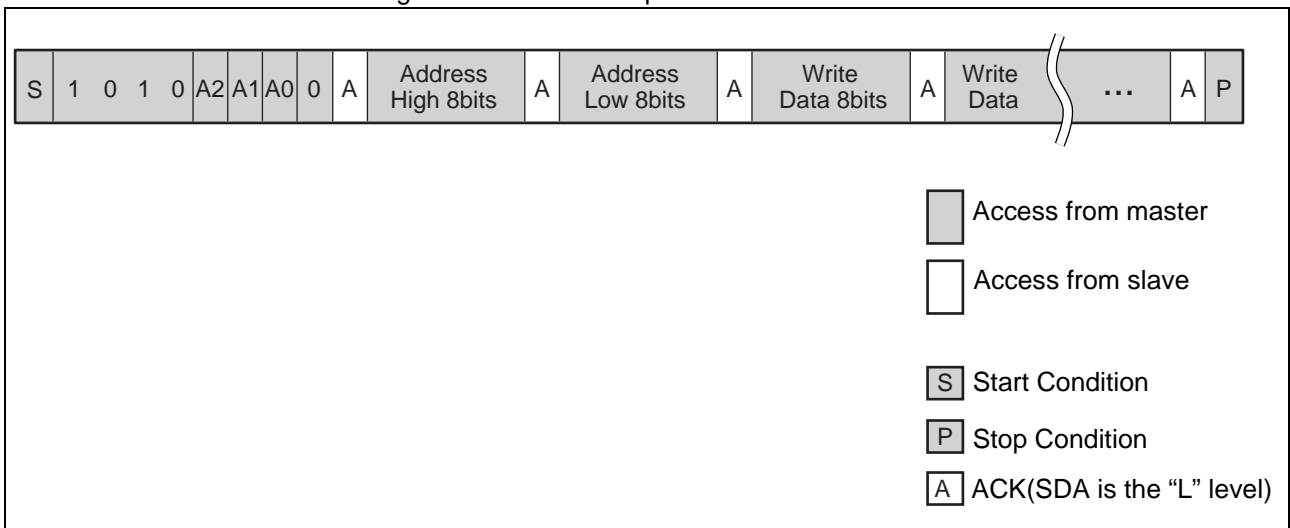 S 1 0 1 0 A2 A1 A0 0 A Address High 8bits A Address Low 8bits A Write Data 8bits A Write Data ... A P
Access from master
Access from slave
S Start Condition
P Stop Condition
A ACK(SDA is the “L” level)